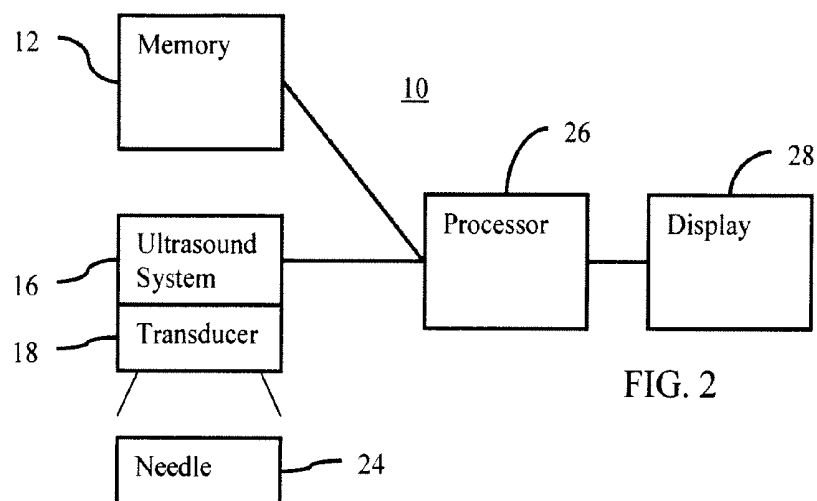 12
Memory
10
26
28
Processor
Display
Ultrasound
System
16
18
Transducer
FIG. 2
Needle
24